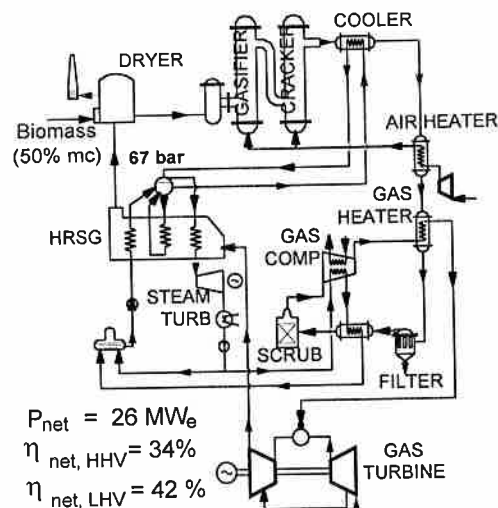 COOLER
DRYER
GASIFIER
CRACKER
Biomass
(50% mc)
67 bar
AIR HEATER
GAS
HEATER
HRSG
GAS
COMP
STEAM
TURB
SCRUB
FILTER
P net = 26 MWe
η net, HHV = 34%
η net, LHV = 42 %
GAS
TURBINE